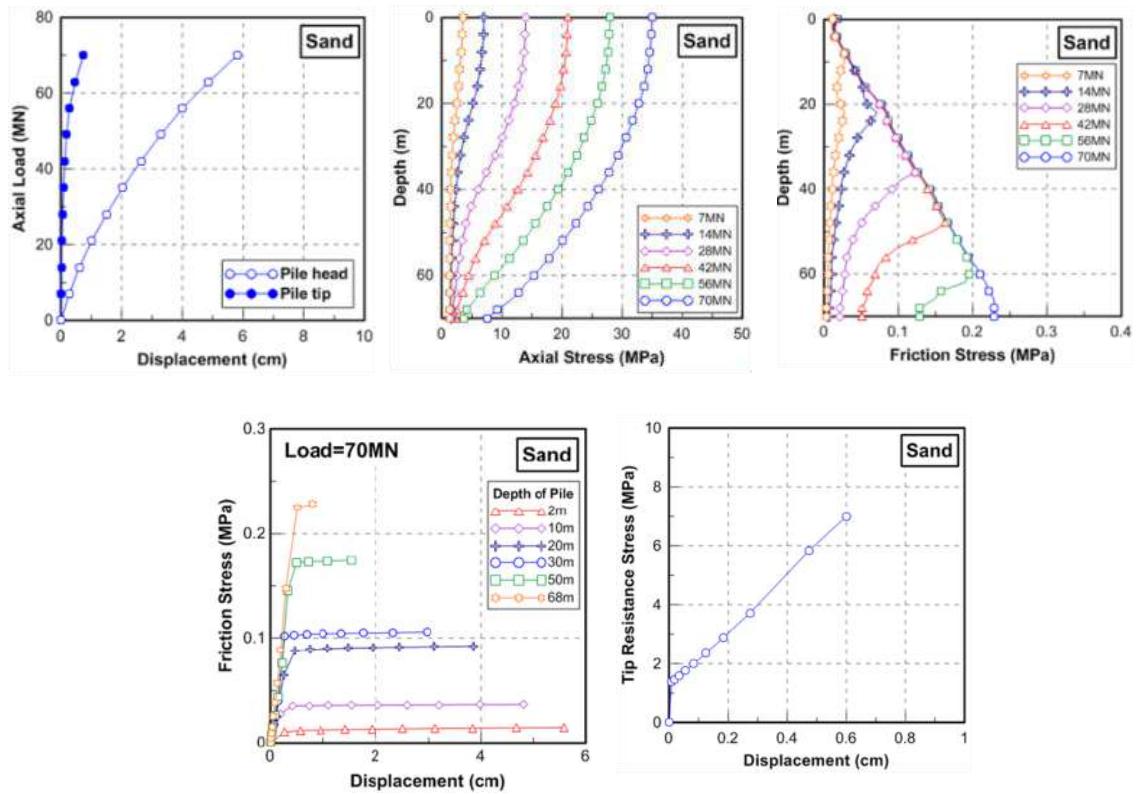 Sand
80
60
40
20
0
Axial Load (MN)
Pile head
Pile tip
0 2 4 6 8 10
Displacement (cm)
Sand
0
20
40
60
Depth (m)
7MN
14MN
28MN
42MN
56MN
70MN
0 10 20 30 40 50
Axial Stress (MPa)
Sand
0
20
40
60
Depth (m)
7MN
14MN
28MN
42MN
56MN
70MN
0 0.1 0.2 0.3 0.4
Friction Stress (MPa)
Load=70MN
Sand
0.3
0.2
0.1
0
Friction Stress (MPa)
Depth of Pile
2m
10m
20m
30m
50m
68m
0 2 4 6
Displacement (cm)
Sand
10
8
6
4
2
0
Tip Resistance Stress (MPa)
0 0.2 0.4 0.6 0.8 1
Displacement (cm)